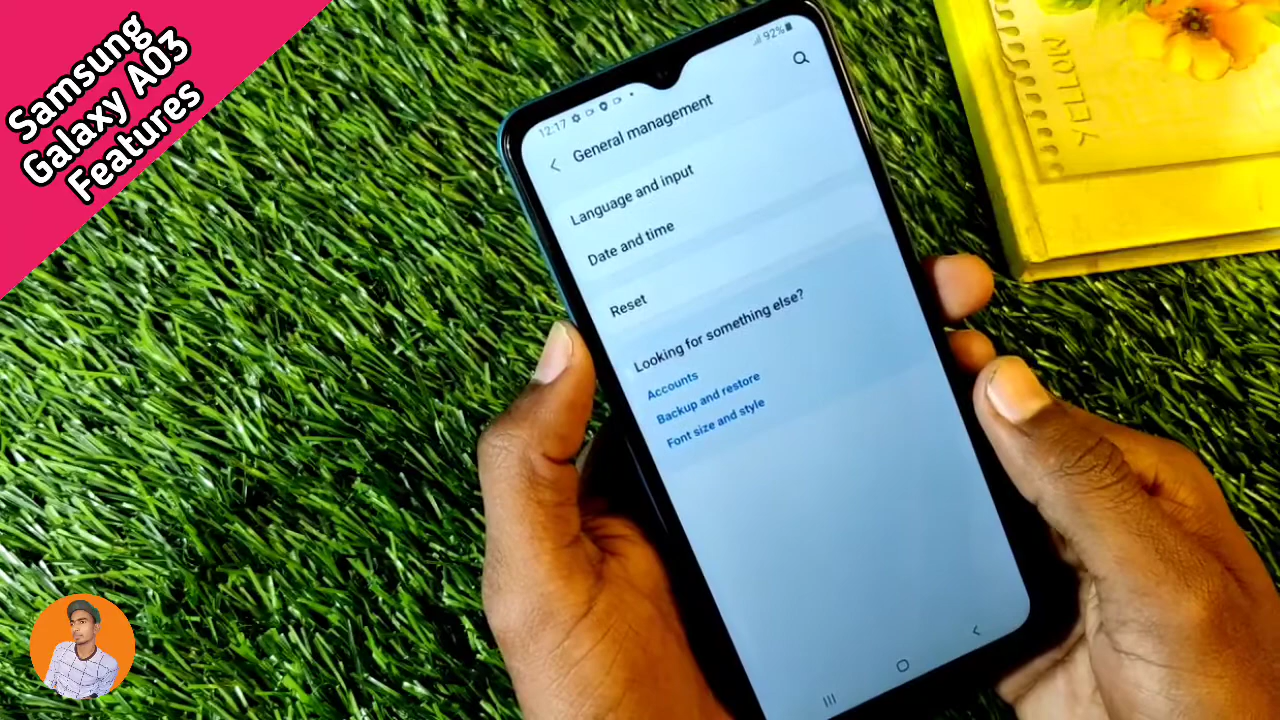 Samsung
Galaxy A03
Features
12:17
92%
General management
Language and input
Date and time
Reset
Looking for something else?
Accounts
Backup and restore
Font size and style
YELLOW